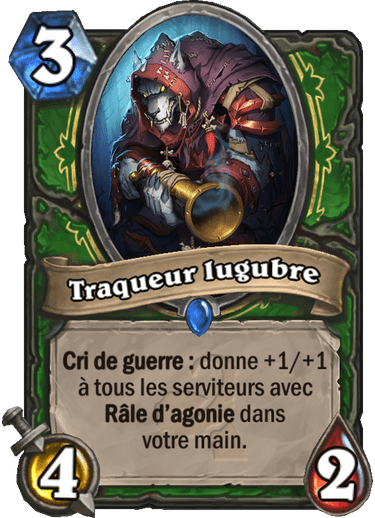 3
Traqueur lugubre
Cri de guerre : donne +1/+1
à tous les serviteurs avec
Râle d'agonie dans
votre main.
4
2